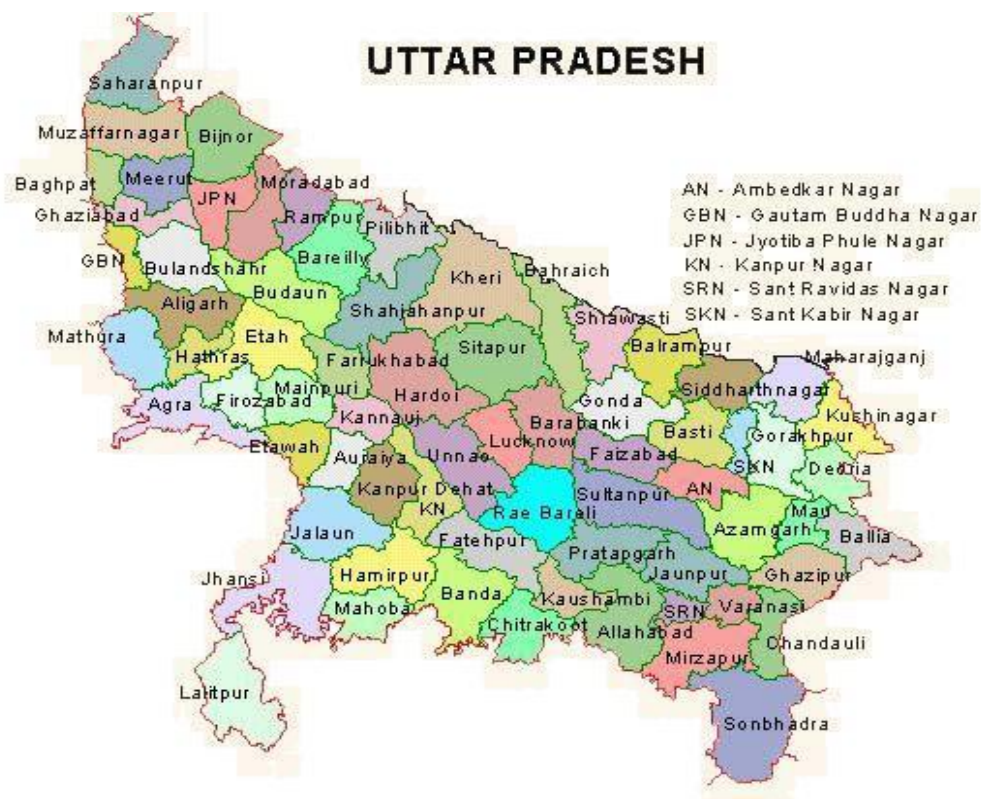 UTTAR PRADESH
Saharanpur
Muzaffarnagar
Bijnor
Baghpat
Meerut
JPN
Moradabad
Ghaziabad
Rampur
Pilibhit
GBN
Bulandshahr
Bareilly
Budaun
Kheri
Bahraich
AN - Ambedkar Nagar
GBN - Gautam Buddha Nagar
JPN - Jyotiba Phule Nagar
KN - Kanpur Nagar
SRN - Sant Ravidas Nagar
SKN - Sant Kabir Nagar
Aligarh
Shahjahanpur
Shrawasti
Mathura
Etah
Hathras
Farrukhabad
Sitapur
Balrampur
Maharajganj
Siddharthnagar
Mainpuri
Agra
Firozabad
Hardoi
Gonda
Kushinagar
Kannauj
Barabanki
Basti
Gorakhpur
Etawah
Auraiya
Unnao
Lucknow
Faizabad
SKN
Deoria
Kanpur Dehat
KN
Rae Bareli
Sultanpur
AN
Azamgarh
Mau
Ballia
Jalaun
Fatehpur
Pratapgarh
Jaunpur
Ghazipur
Jhansi
Hamirpur
Banda
Kaushambi
SRN
Varanasi
Mahoba
Chitrakoot
Allahabad
Mirzapur
Chandauli
Lalitpur
Sonbhadra